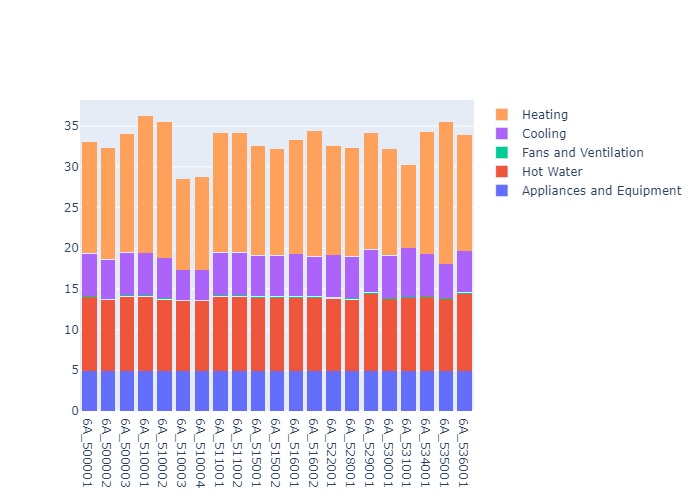 Heating
Cooling
Fans and Ventilation
Hot Water
Appliances and Equipment
35
30
25
20
15
10
5
0
6A_500001
6A_500002
6A_500003
6A_510001
6A_510002
6A_510003
6A_510004
6A_511001
6A_511002
6A_515001
6A_515002
6A_516001
6A_516002
6A_522001
6A_528001
6A_529001
6A_530001
6A_531001
6A_534001
6A_535001
6A_536001